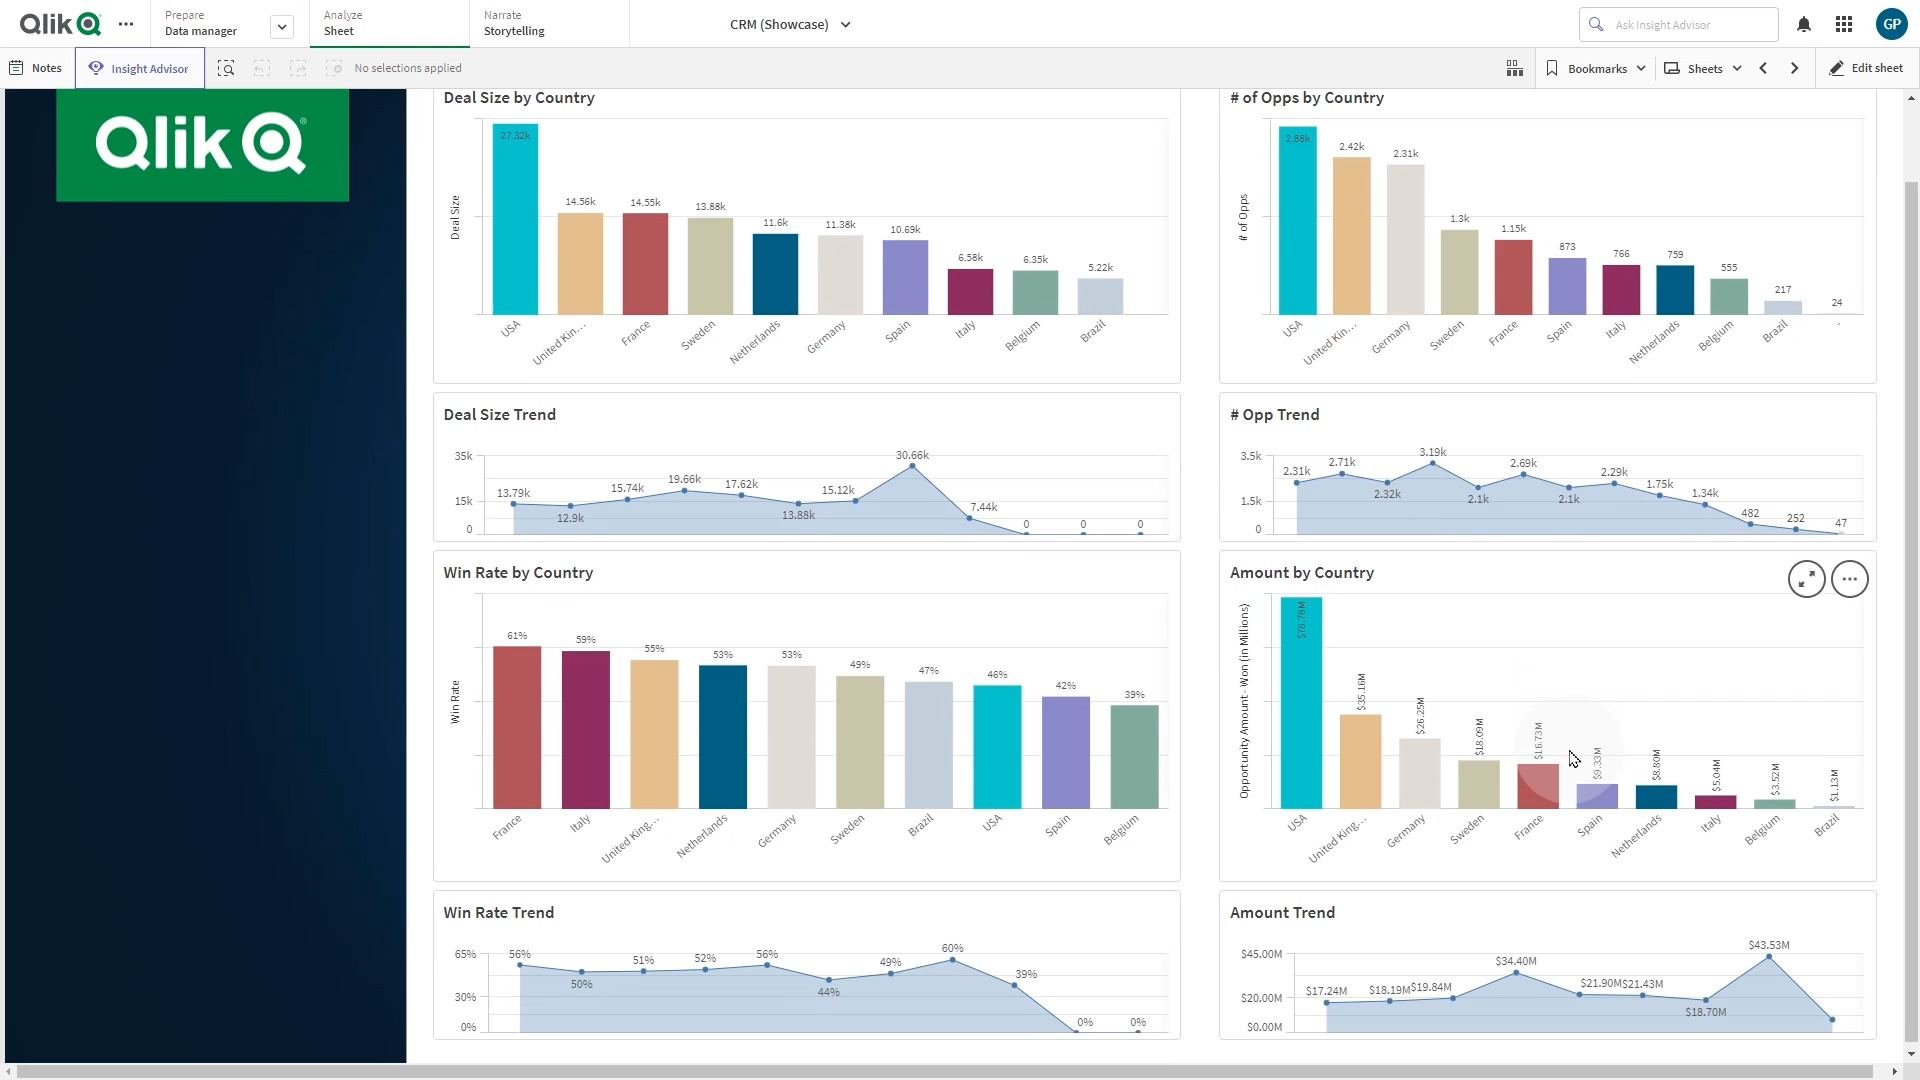 Qlik
Prepare
Data manager
Analyze
Sheet
Narrate
Storytelling
CRM (Showcase)
Ask Insight Advisor
GP
Notes
Insight Advisor
No selections applied
Bookmarks
Sheets
Edit sheet
Qlik
Deal Size by Country
Deal Size
27.32k
14.56k
14.55k
13.88k
11.6k
11.38k
10.69k
6.58k
6.35k
5.22k
USA
United Kin...
France
Sweden
Netherlands
Germany
Spain
Italy
Belgium
Brazil
# of Opps by Country
# of Opps
2.88k
2.42k
2.31k
1.3k
1.15k
873
766
759
555
217
24
USA
United Kin...
Germany
Sweden
France
Spain
Italy
Netherlands
Belgium
Brazil
-
Deal Size Trend
35k
15k
0
13.79k
12.9k
15.74k
19.66k
17.62k
13.88k
15.12k
30.66k
7.44k
0
0
0
# Opp Trend
3.5k
1.5k
0
2.31k
2.71k
2.32k
3.19k
2.1k
2.69k
2.1k
2.29k
1.75k
1.34k
482
252
47
Win Rate by Country
Win Rate
61%
59%
55%
53%
53%
49%
47%
46%
42%
39%
France
Italy
United King...
Netherlands
Germany
Sweden
Brazil
USA
Spain
Belgium
Amount by Country
Opportunity Amount - Won (in Millions)
$78.78M
$35.16M
$26.25M
$18.09M
$16.73M
$9.33M
$8.80M
$5.04M
$3.52M
$1.13M
USA
United King...
Germany
Sweden
France
Spain
Netherlands
Italy
Belgium
Brazil
Win Rate Trend
65%
30%
0%
56%
50%
51%
52%
56%
44%
49%
60%
39%
0%
0%
Amount Trend
$45.00M
$20.00M
$0.00M
$17.24M
$18.19M
$19.84M
$34.40M
$21.90M
$21.43M
$18.70M
$43.53M